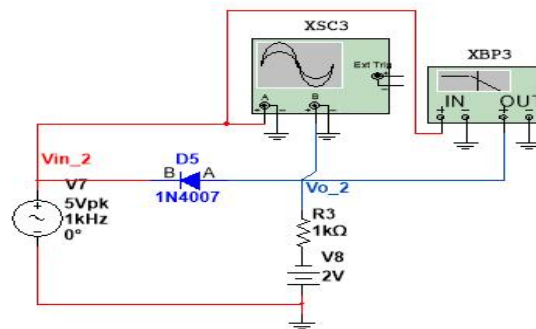 XSC3
Ext Trig
+
-
A
B
+ - + -
XBP3
IN OUT
+ - + -
Vin_2
D5
B A
1N4007
Vo_2
V7
5Vpk
1kHz
0°
R3
1kΩ
V8
2V